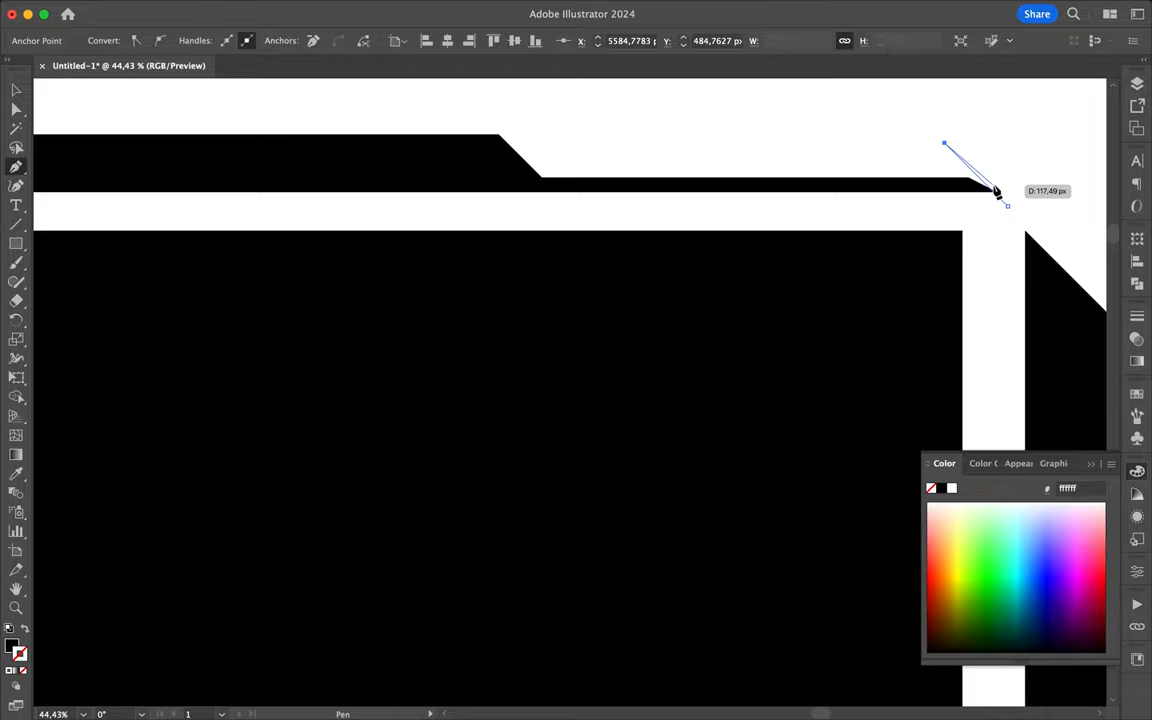 Adobe Illustrator 2024
Share
Anchor Point
Convert:
Handles:
Anchors:
X:
5584,7783 p
Y:
484,7627 px
W:
H:
Untitled-1* @ 44,43 % (RGB/Preview)
D: 117,49 px
Color
Color C
Appear
Graphi
#
ffffff
44,43%
0°
1
Pen